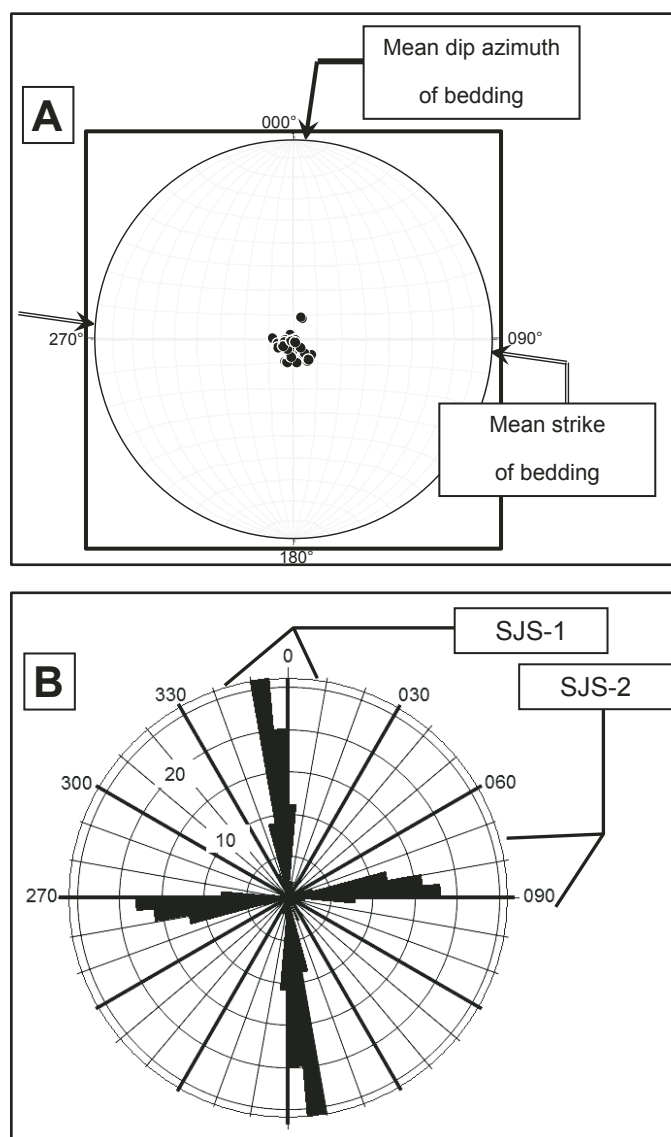 Mean dip azimuth
of bedding
A
000°
270°
090°
Mean strike
of bedding
180°
SJS-1
B
0
SJS-2
330
030
300
20
060
10
270
090